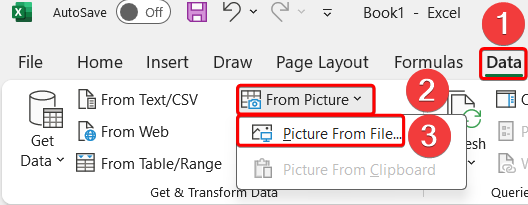 AutoSave Off Book1 - Excel
1
File Home Insert Draw Page Layout Formulas Data
From Text/CSV From Picture 2
Get Data From Web Picture From File... 3 esh
From Table/Range Picture From Clipboard
Get & Transform Data Querie